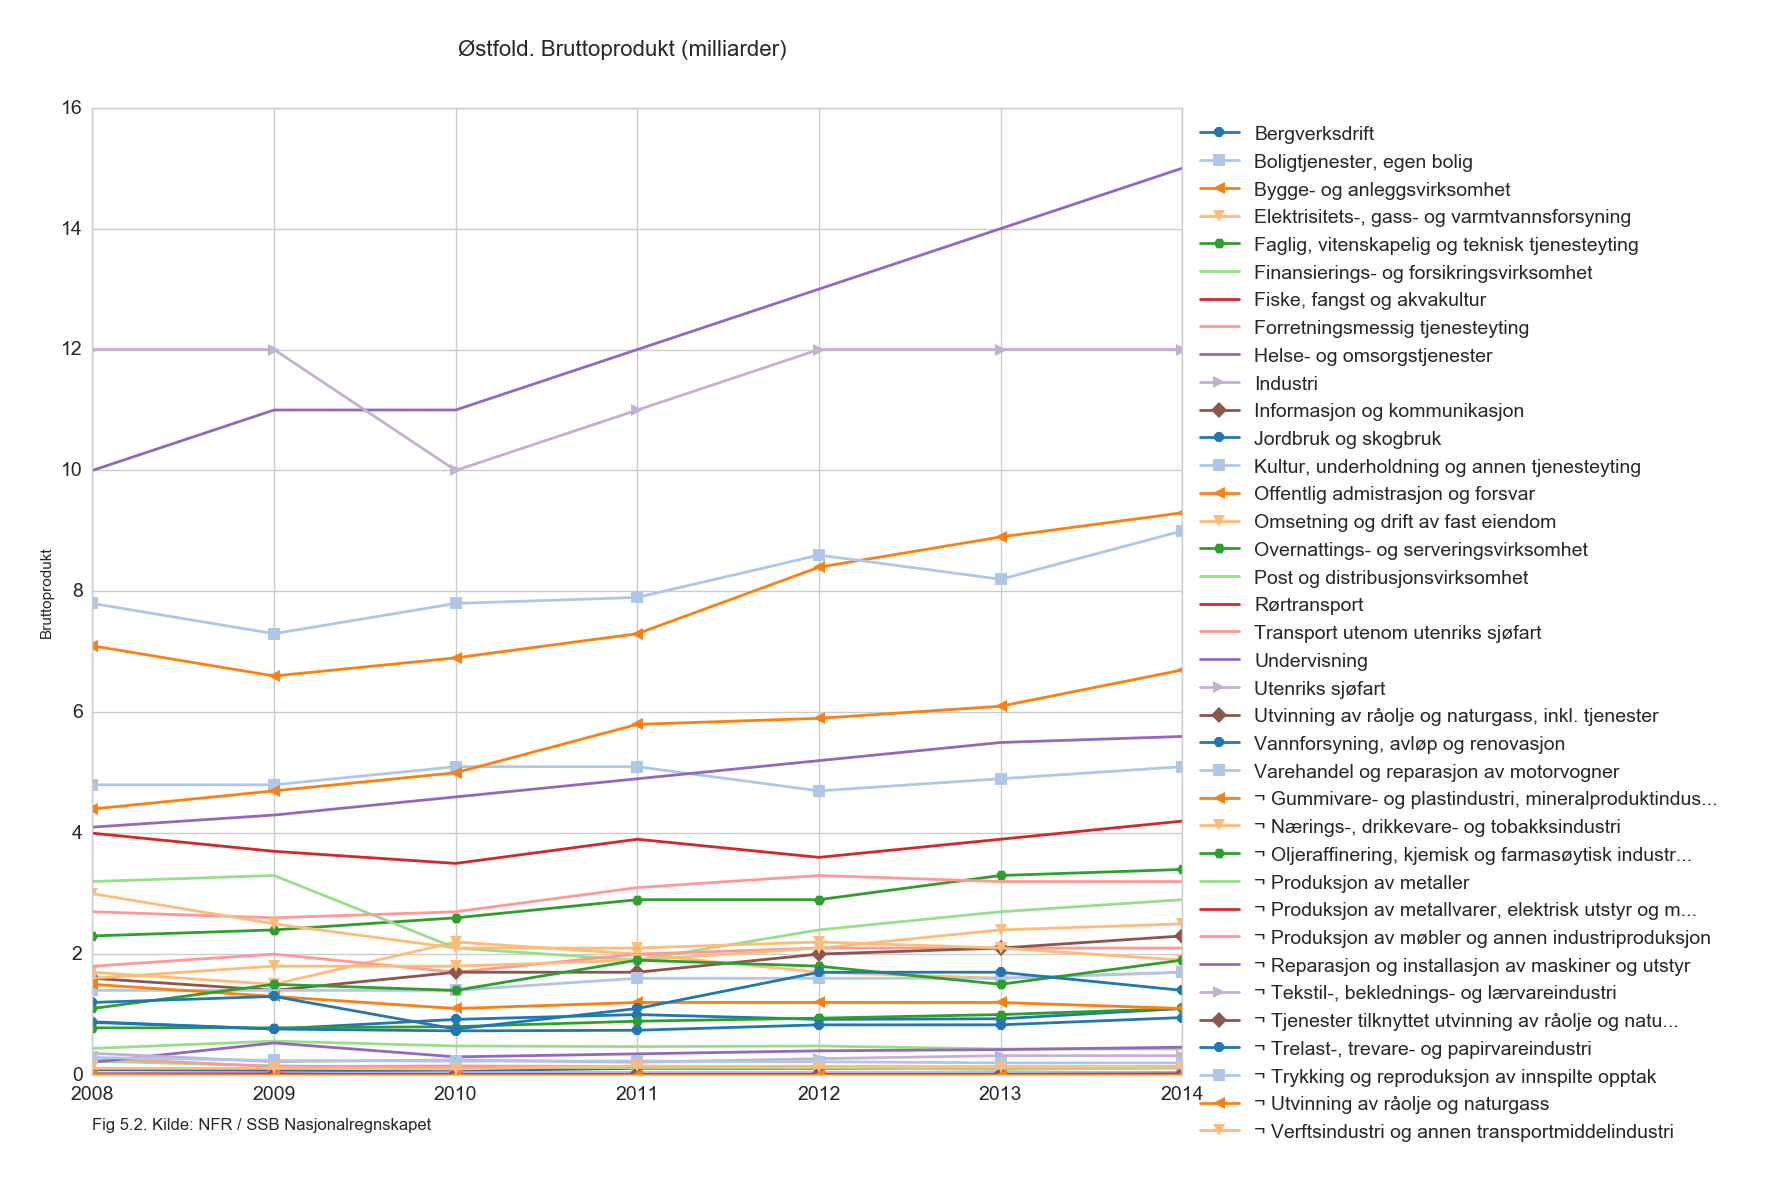 Østfold. Bruttoprodukt (milliarder)
16
14
12
10
8
6
4
2
0
Bruttoprodukt
2008 2009 2010 2011 2012 2013 2014
Fig 5.2. Kilde: NFR / SSB Nasjonalregnskapet
Bergverksdrift
Boligtjenester, egen bolig
Bygge- og anleggsvirksomhet
Elektrisitets-, gass- og varmtvannsforsyning
Faglig, vitenskapelig og teknisk tjenesteyting
Finansierings- og forsikringsvirksomhet
Fiske, fangst og akvakultur
Forretningsmessig tjenesteyting
Helse- og omsorgstjenester
Industri
Informasjon og kommunikasjon
Jordbruk og skogbruk
Kultur, underholdning og annen tjenesteyting
Offentlig admistrasjon og forsvar
Omsetning og drift av fast eiendom
Overnattings- og serveringsvirksomhet
Post og distribusjonsvirksomhet
Rørtransport
Transport utenom utenriks sjøfart
Undervisning
Utenriks sjøfart
Utvinning av råolje og naturgass, inkl. tjenester
Vannforsyning, avløp og renovasjon
Varehandel og reparasjon av motorvogner
¬ Gummivare- og plastindustri, mineralproduktindus...
¬ Nærings-, drikkevare- og tobakksindustri
¬ Oljeraffinering, kjemisk og farmasøytisk industr...
¬ Produksjon av metaller
¬ Produksjon av metallvarer, elektrisk utstyr og m...
¬ Produksjon av møbler og annen industriproduksjon
¬ Reparasjon og installasjon av maskiner og utstyr
¬ Tekstil-, beklednings- og lærvareindustri
¬ Tjenester tilknyttet utvinning av råolje og natu...
¬ Trelast-, trevare- og papirvareindustri
¬ Trykking og reproduksjon av innspilte opptak
¬ Utvinning av råolje og naturgass
¬ Verftsindustri og annen transportmiddelindustri